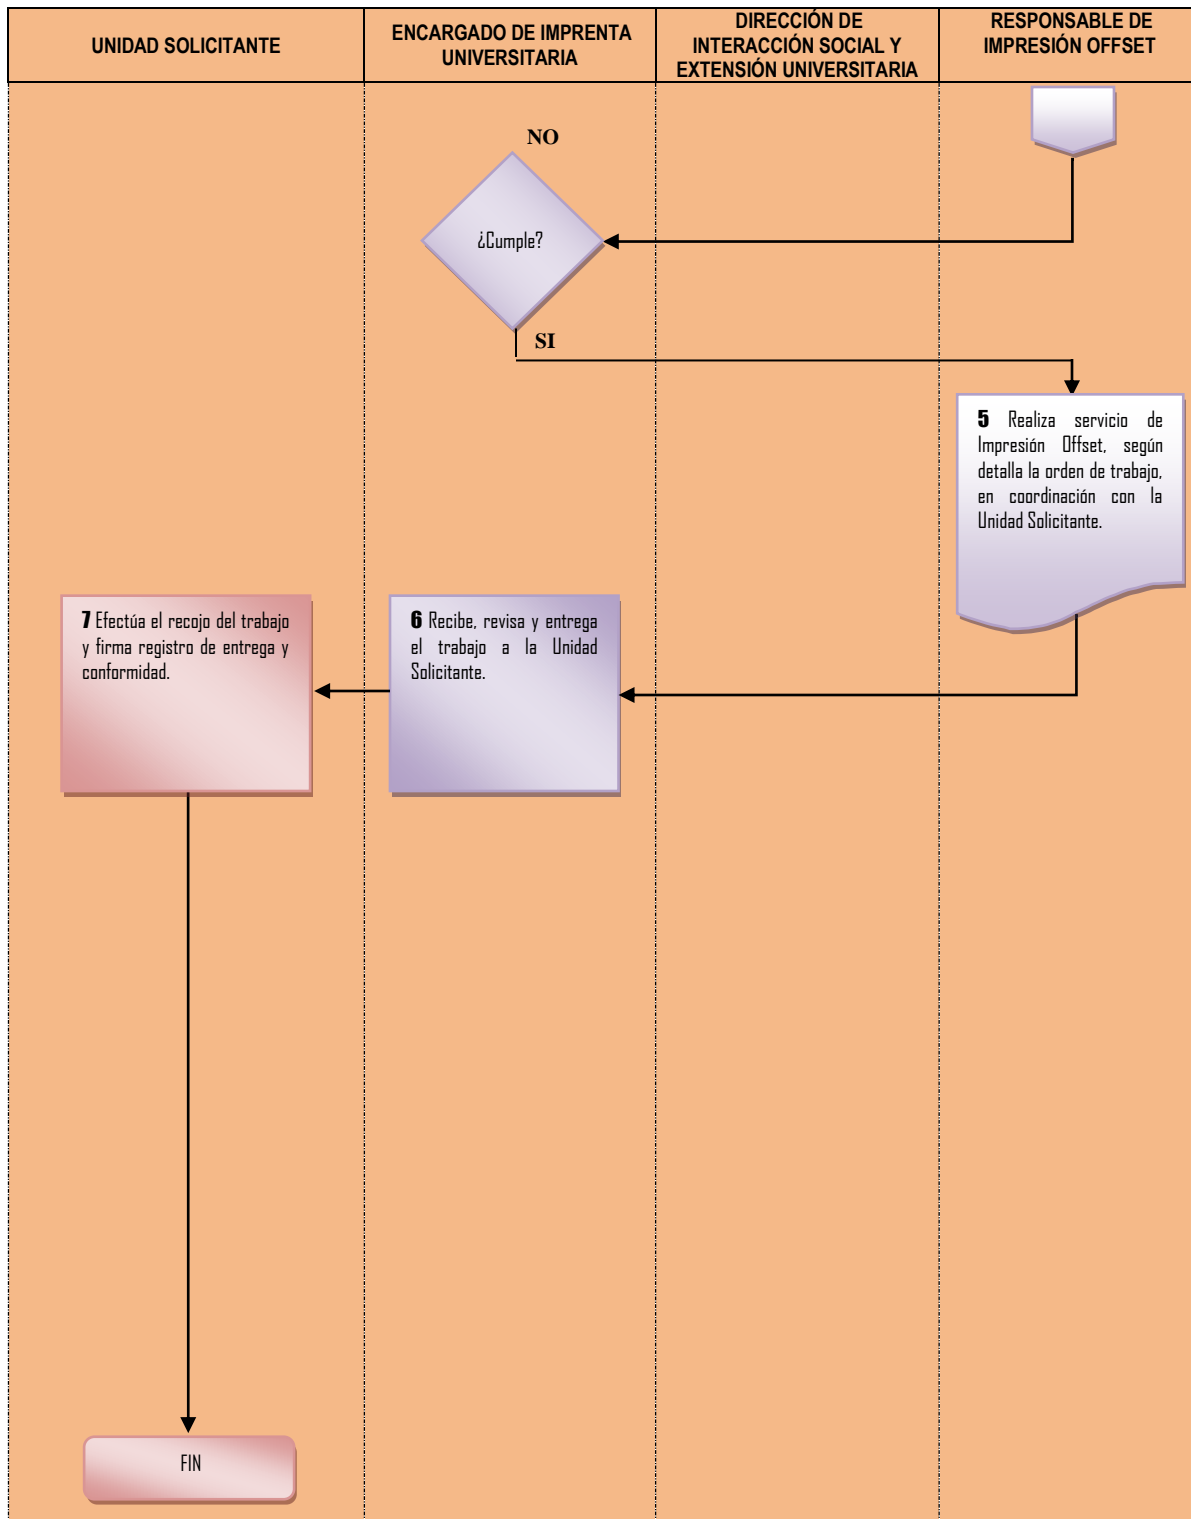 UNIDAD SOLICITANTE
ENCARGADO DE IMPRENTA
UNIVERSITARIA
DIRECCIÓN DE
INTERACCIÓN SOCIAL Y
EXTENSIÓN UNIVERSITARIA
RESPONSABLE DE
IMPRESIÓN OFFSET
NO
¿Cumple?
SI
5 Realiza servicio de
Impresión Offset, según
detalla la orden de trabajo,
en coordinación con la
Unidad Solicitante.
7 Efectúa el recojo del trabajo
y firma registro de entrega y
conformidad.
6 Recibe, revisa y entrega
el trabajo a la Unidad
Solicitante.
FIN